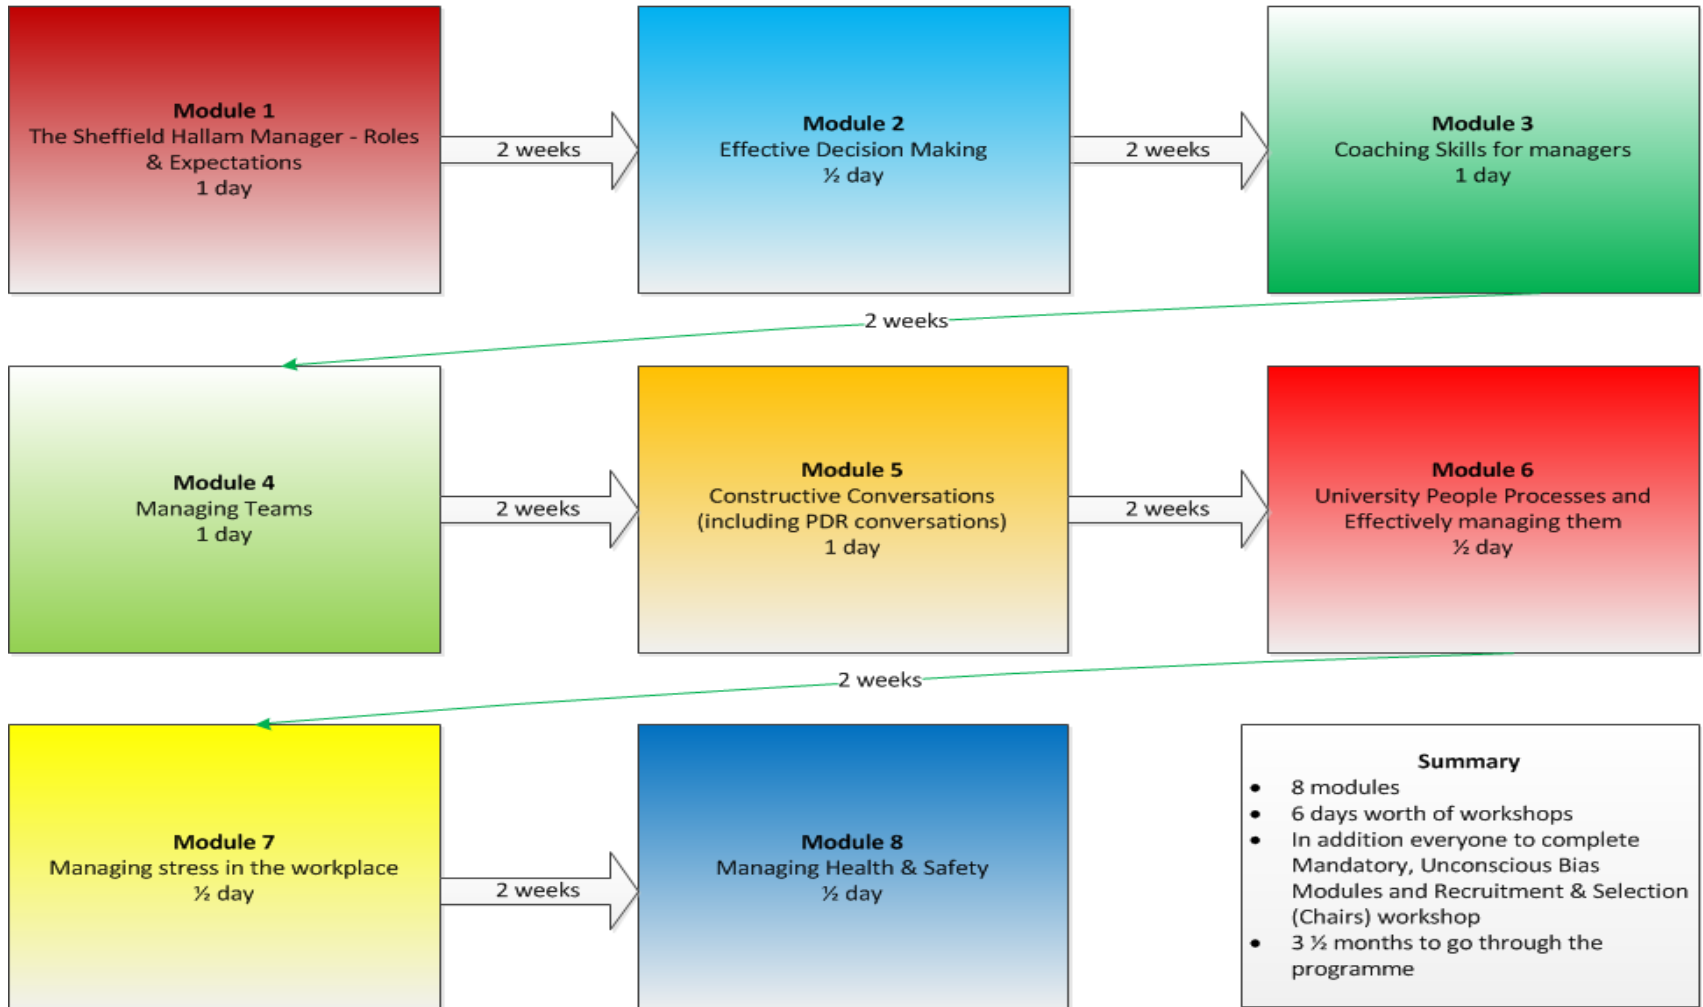 Module 1
The Sheffield Hallam Manager - Roles
& Expectations
1 day
2 weeks
Module 2
Effective Decision Making
½ day
2 weeks
Module 3
Coaching Skills for managers
1 day
2 weeks
Module 4
Managing Teams
1 day
2 weeks
Module 5
Constructive Conversations
(including PDR conversations)
1 day
2 weeks
Module 6
University People Processes and
Effectively managing them
½ day
2 weeks
Module 7
Managing stress in the workplace
½ day
2 weeks
Module 8
Managing Health & Safety
½ day
Summary
• 8 modules
• 6 days worth of workshops
• In addition everyone to complete
Mandatory, Unconscious Bias
Modules and Recruitment & Selection
(Chairs) workshop
• 3 ½ months to go through the
programme